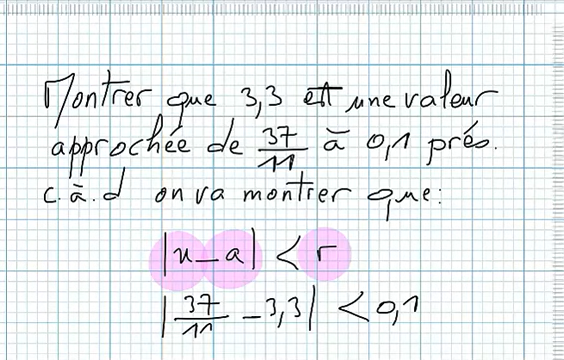 Montrer que 3,3 est une valeur
approchée de 37/11 à 0,1 prés.
c.à.d on va montrer que:
|x - a| < r
|37/11 - 3,3| < 0,1